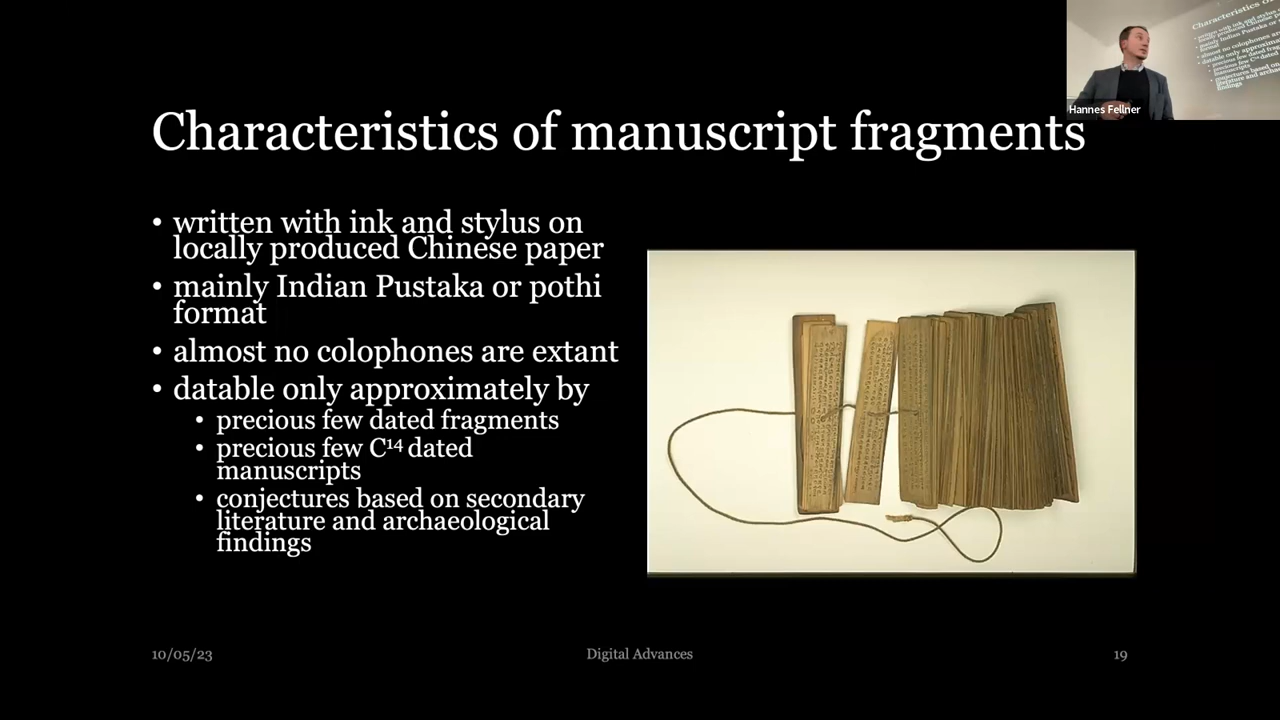 Characteristics of manuscript fragments
• written with ink and stylus on
locally produced Chinese paper
• mainly Indian Pustaka or pothi
format
• almost no colophones are extant
• datable only approximately by
• precious few dated fragments
• precious few C¹⁴ dated
manuscripts
• conjectures based on secondary
literature and archaeological
findings
10/05/23
Digital Advances
19
Hannes Fellner